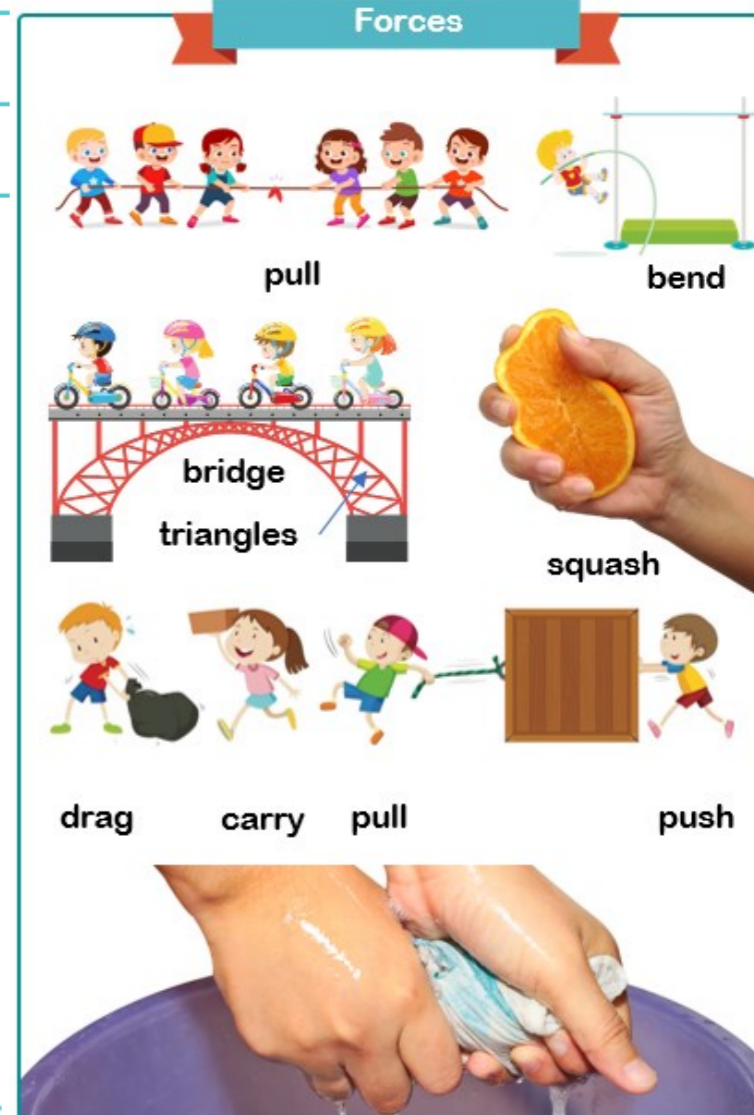 Forces
pull
bend
bridge
triangles
squash
drag carry pull push